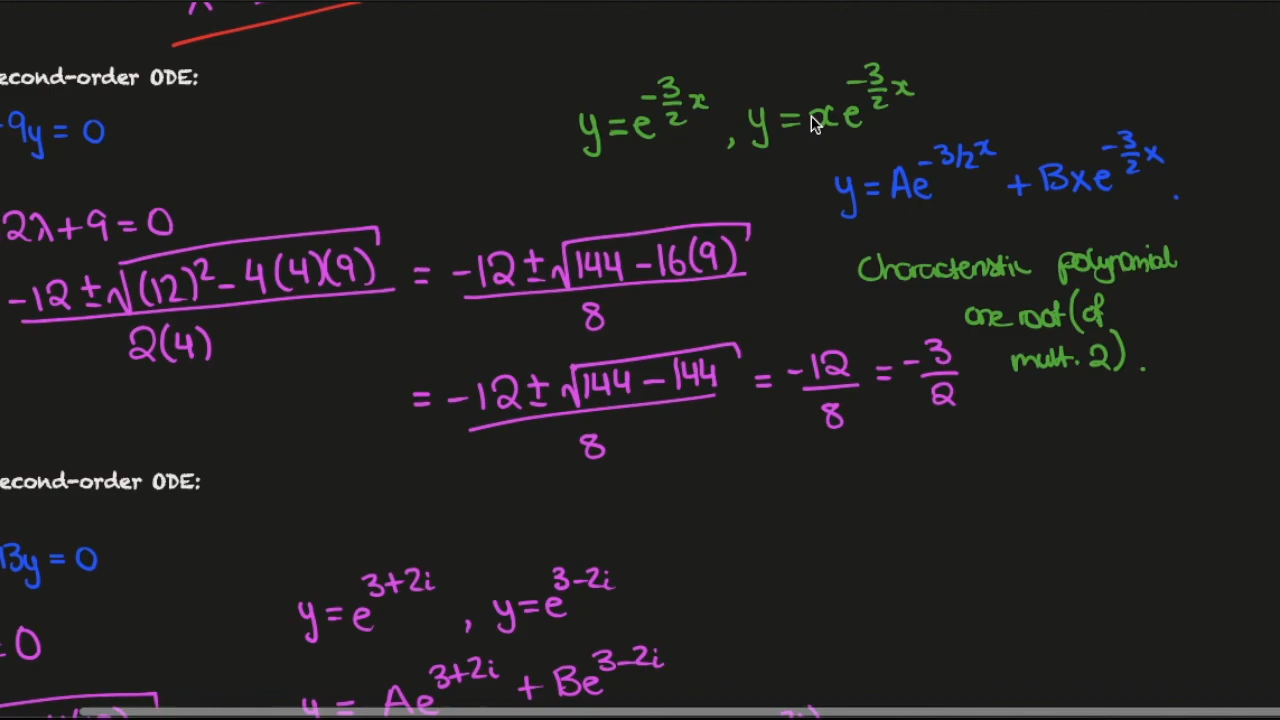 λ
econd-order ODE:
9y = 0
y = e^{-3/2 x} , y = xe^{-3/2 x}
y = Ae^{-3/2 x} + Bxe^{-3/2 x} .
2λ + 9 = 0
-12 ± √((12)² - 4(4)(9)) / 2(4) = -12 ± √(144 - 16(9)) / 8
Characteristic polynomial
one root (of
mult. 2) .
= -12 ± √(144 - 144) / 8 = -12/8 = -3/2
econd-order ODE:
13y = 0
y = e^{3+2i} , y = e^{3-2i}
= 0
y = Ae^{3+2i} + Be^{3-2i}